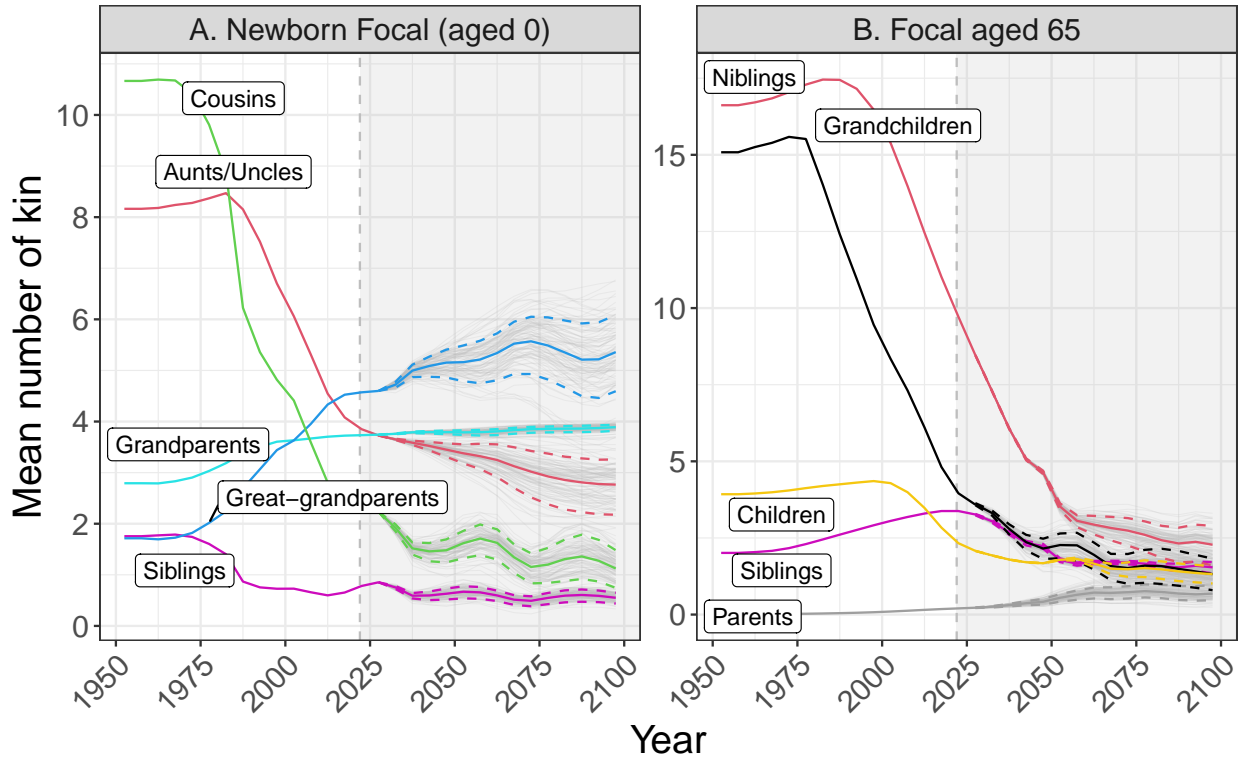 A. Newborn Focal (aged 0)
B. Focal aged 65
Mean number of kin
10
8
6
4
2
0
Cousins
Aunts/Uncles
Grandparents
Great−grandparents
Siblings
1950
1975
2000
2025
2050
2075
2100
15
10
5
0
Niblings
Grandchildren
Children
Siblings
Parents
1950
1975
2000
2025
2050
2075
2100
Year